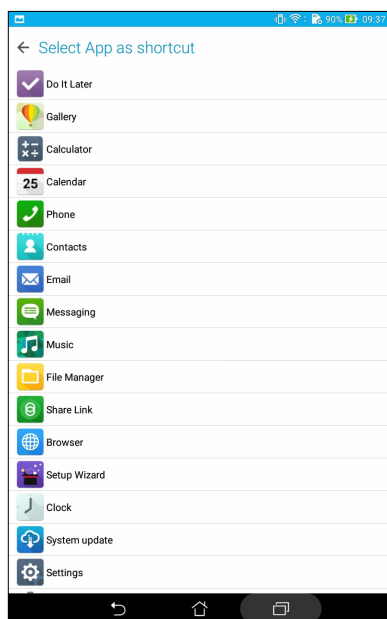 90% 09:37
Select App as shortcut
Do It Later
Gallery
Calculator
25 Calendar
Phone
Contacts
Email
Messaging
Music
File Manager
Share Link
Browser
Setup Wizard
Clock
System update
Settings